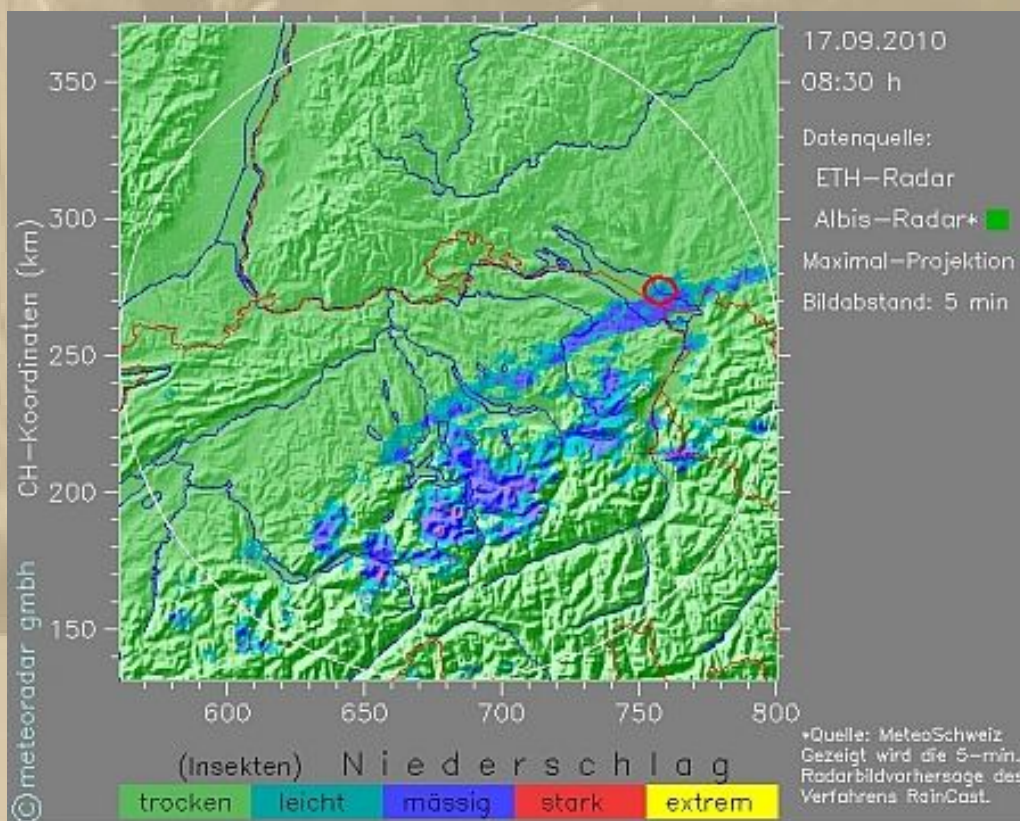 17.09.2010
08:30 h
Datenquelle:
ETH-Radar
Albis-Radar*
Maximal-Projektion
Bildabstand: 5 min
CH-Koordinaten (km)
350
300
250
200
150
600
650
700
750
800
© meteoradar gmbh
(Insekten) Niederschlag
trocken leicht mässig stark extrem
*Quelle: MeteoSchweiz
Gezeigt wird die 5-min.
Radarbildvorhersage des
Verfahrens RainCast.